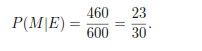 P(M|E) = 460/600 = 23/30.